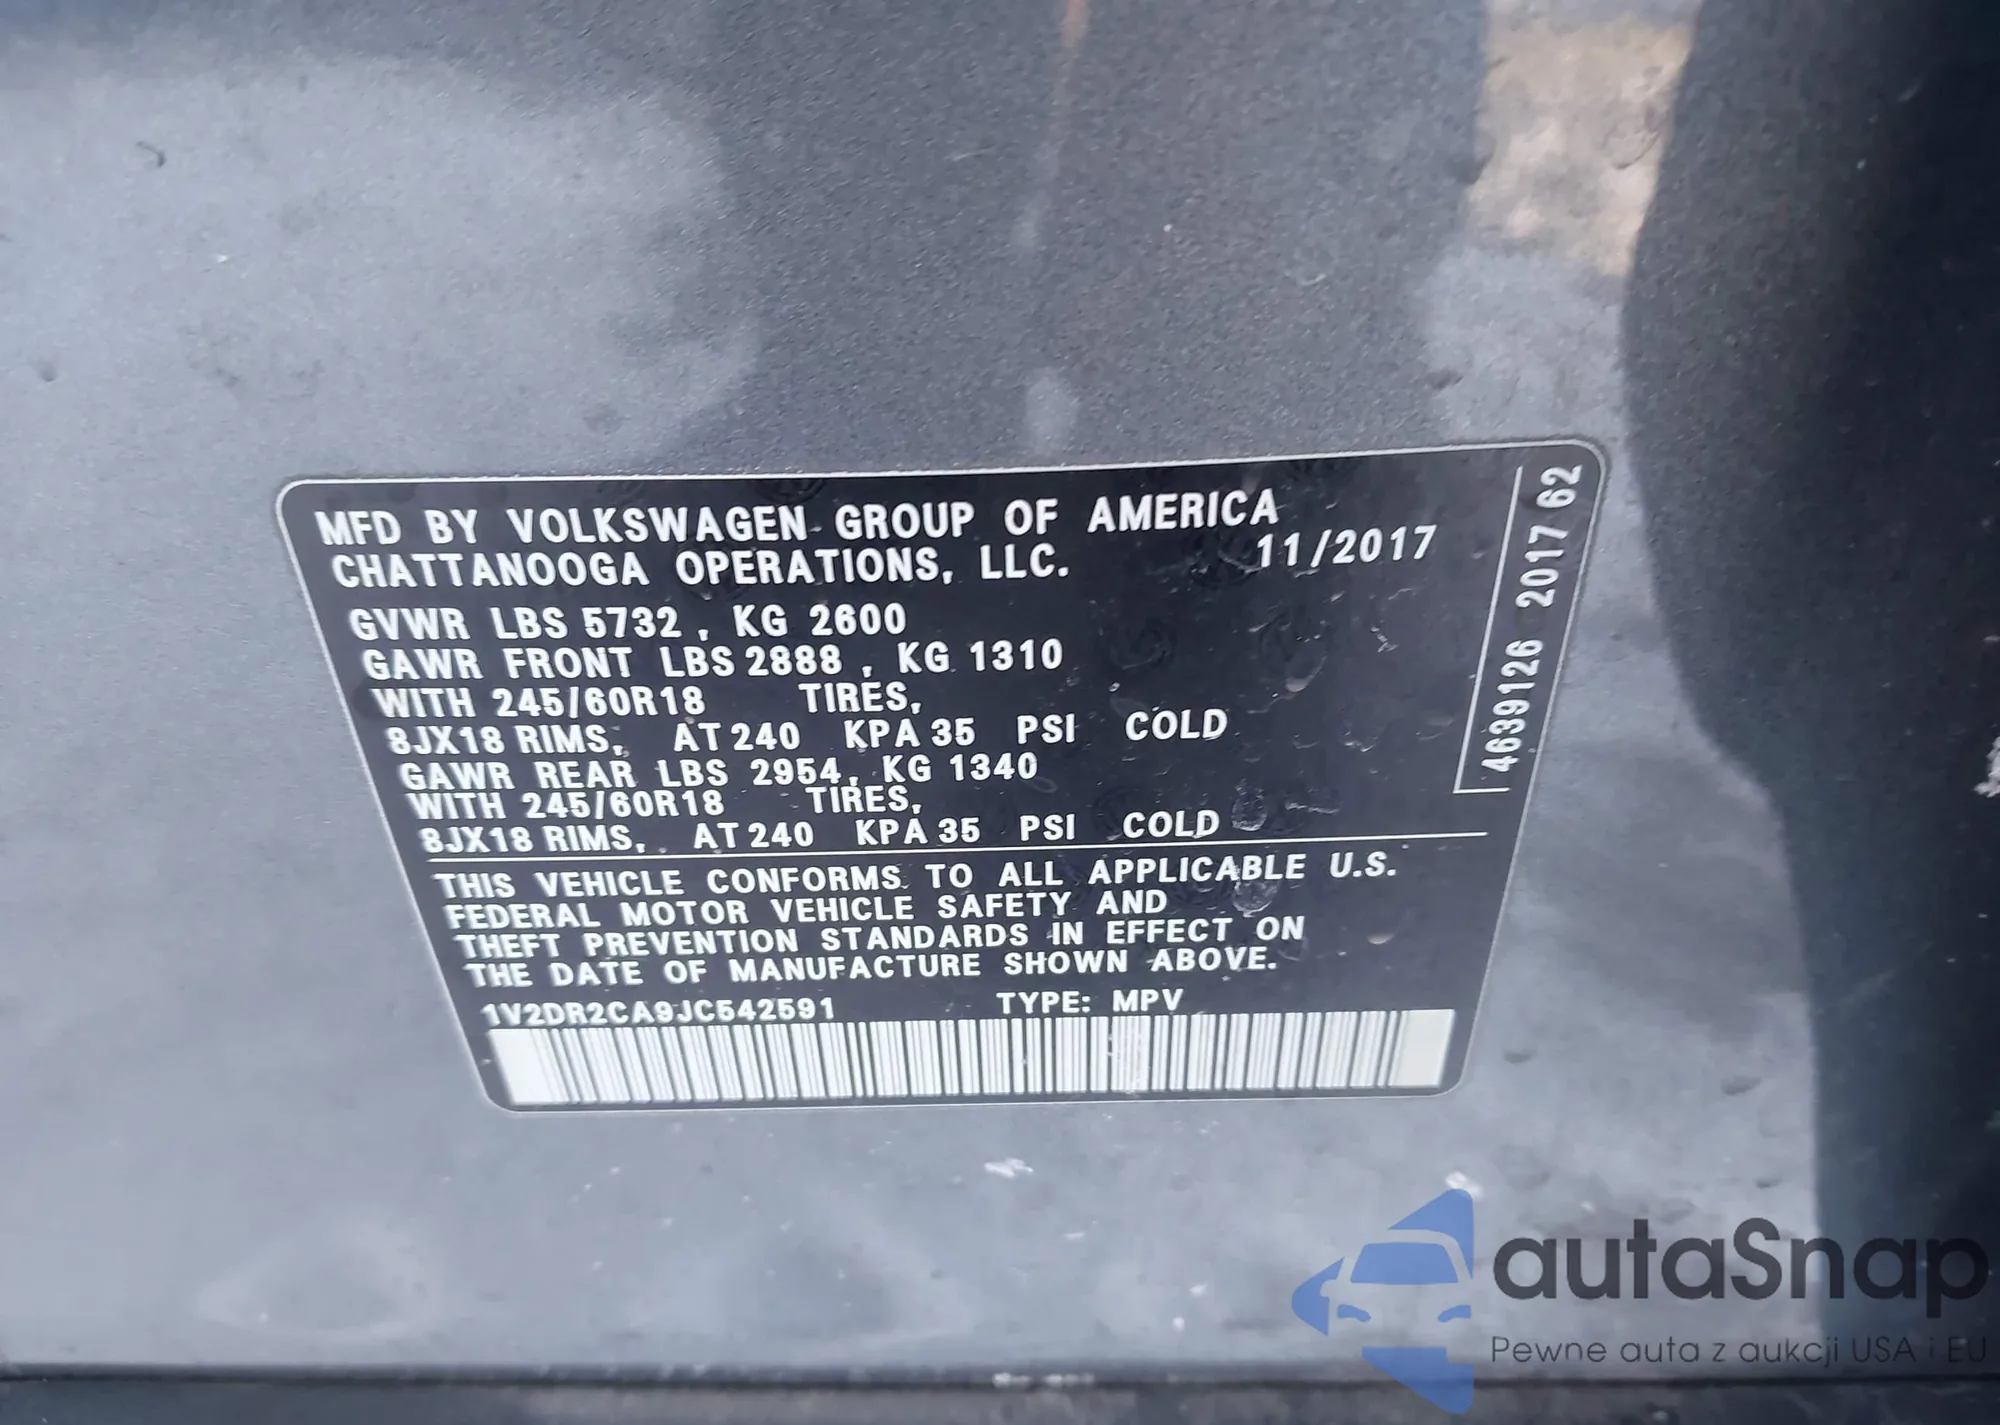 MFD BY VOLKSWAGEN GROUP OF AMERICA
CHATTANOOGA OPERATIONS, LLC. 11/2017
GVWR LBS 5732, KG 2600
GAWR FRONT LBS 2888, KG 1310
WITH 245/60R18 TIRES,
8JX18 RIMS, AT 240 KPA 35 PSI COLD
GAWR REAR LBS 2954, KG 1340
WITH 245/60R18 TIRES,
8JX18 RIMS, AT 240 KPA 35 PSI COLD
THIS VEHICLE CONFORMS TO ALL APPLICABLE U.S.
FEDERAL MOTOR VEHICLE SAFETY AND
THEFT PREVENTION STANDARDS IN EFFECT ON
THE DATE OF MANUFACTURE SHOWN ABOVE.
1V2DR2CA9JC542591 TYPE: MPV
4639126 2017 62
autaSnap
Pewne auta z aukcji USA i EU